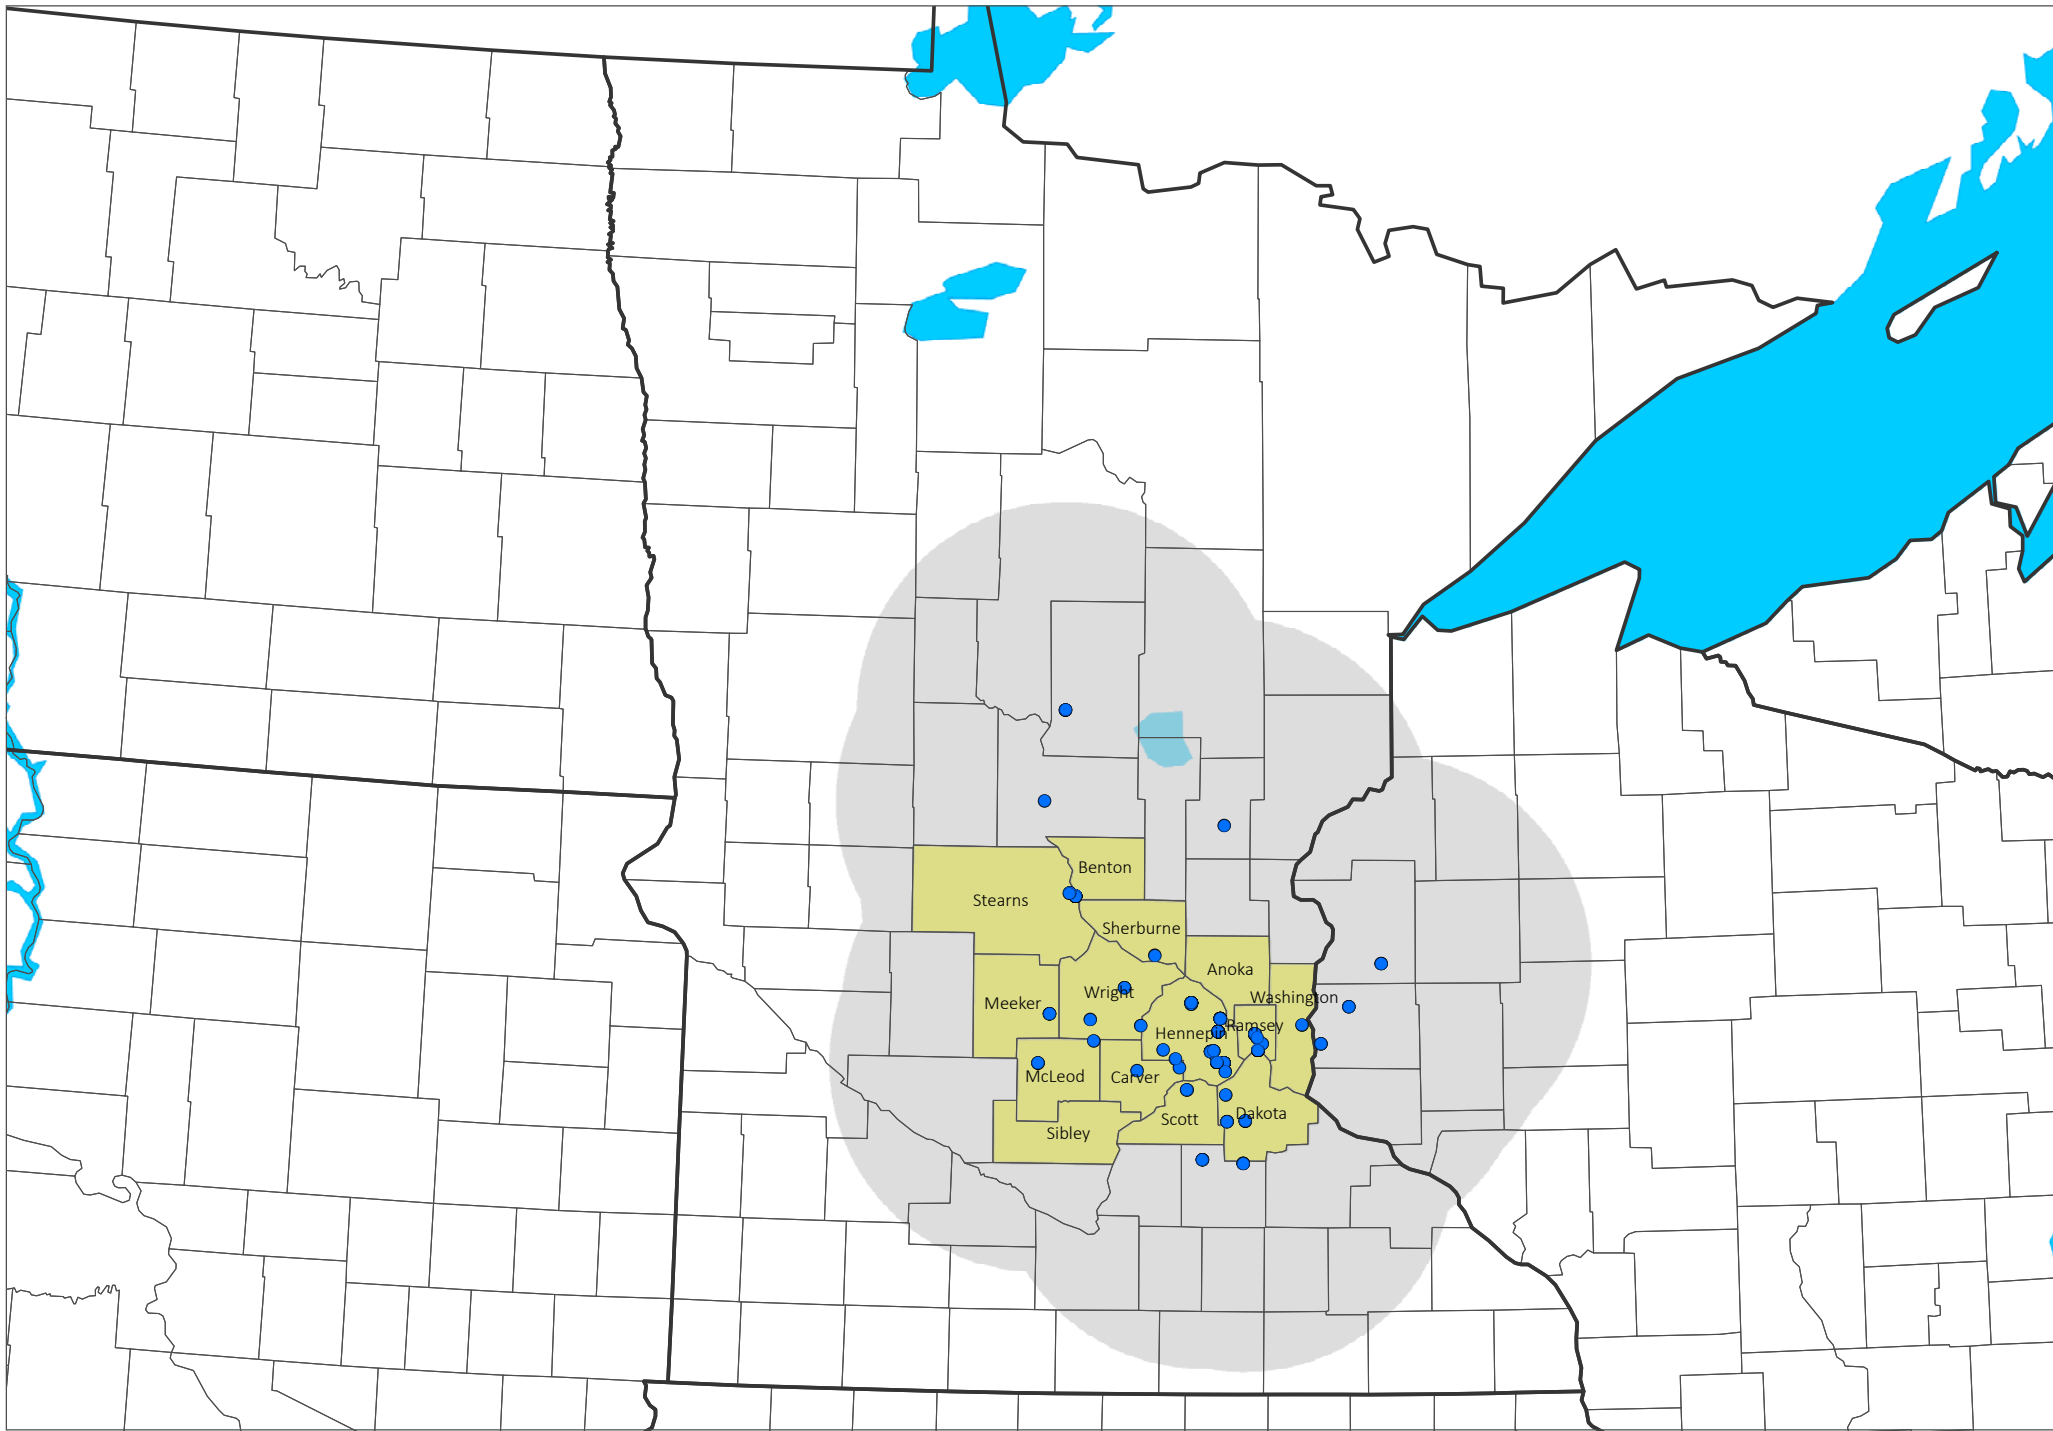 Benton
Stearns
Sherburne
Anoka
Wright
Washington
Meeker
Ramsey
Hennepin
McLeod
Carver
Dakota
Scott
Sibley